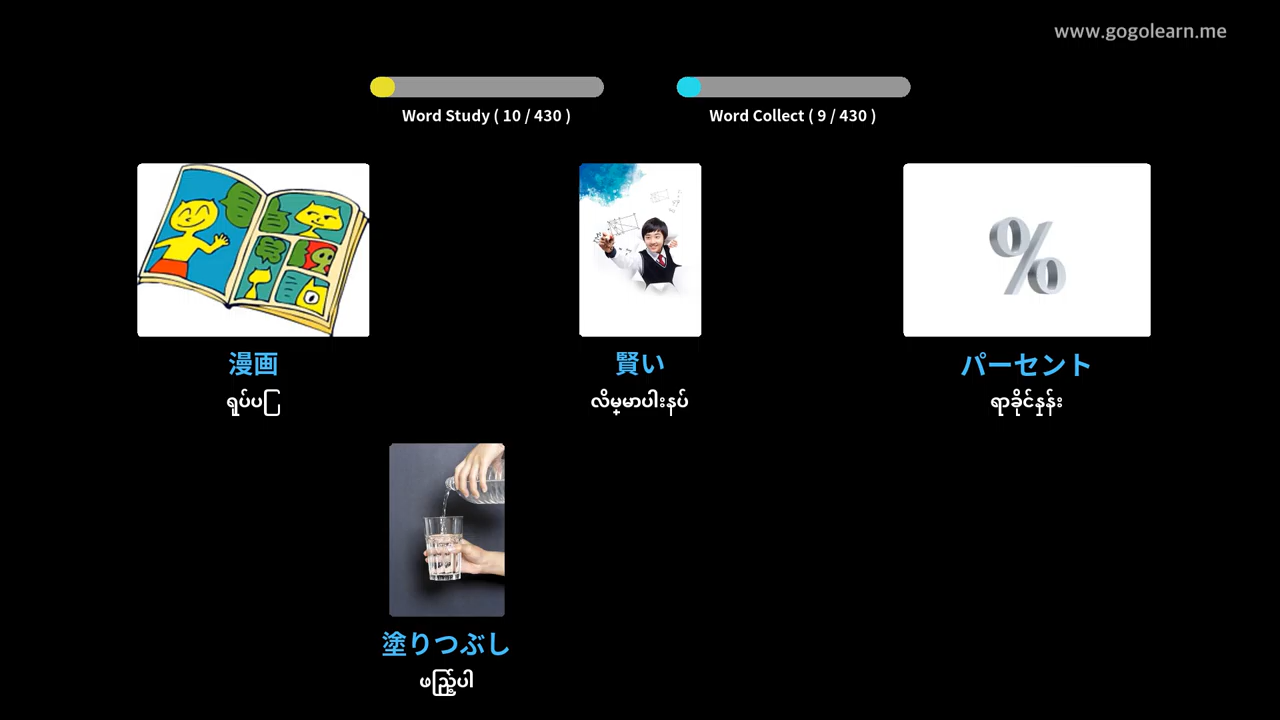 www.gogolearn.me
Word Study ( 10 / 430 )
Word Collect ( 9 / 430 )
漫画
ရုပ်ပြ
賢い
လိမ္မာပါးနပ်
パーセント
ရာခိုင်နှုန်း
塗りつぶし
ဖြည့်ပါ